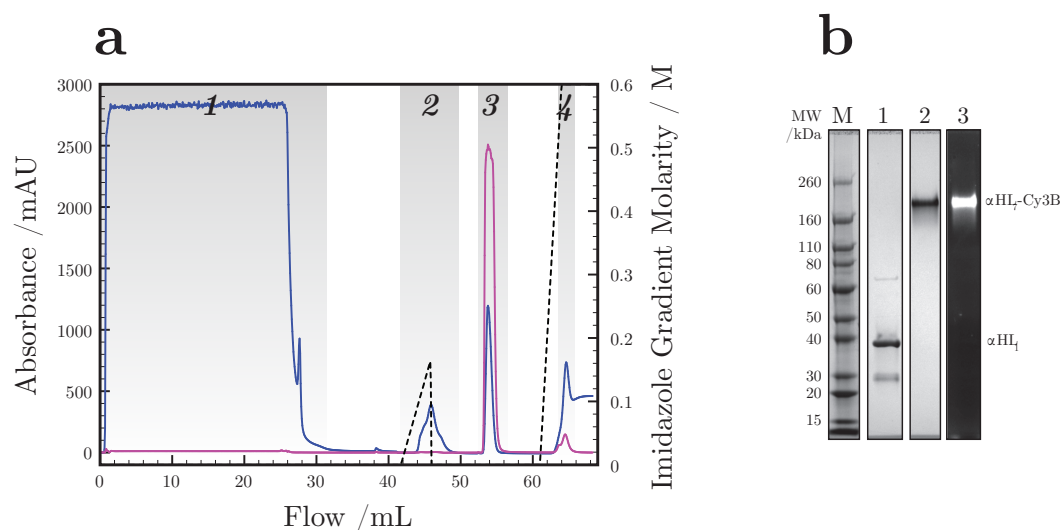 a
3000
2500
2000
1500
1000
500
0
Absorbance /mAU
0 10 20 30 40 50 60
Flow /mL
1 2 3 4
0.6
0.5
0.4
0.3
0.2
0.1
0
Imidazole Gradient Molarity / M
b
MW
/kDa
M 1 2 3
260
160
110
80
60
50
40
30
20
15
αHL7-Cy3B
αHL1